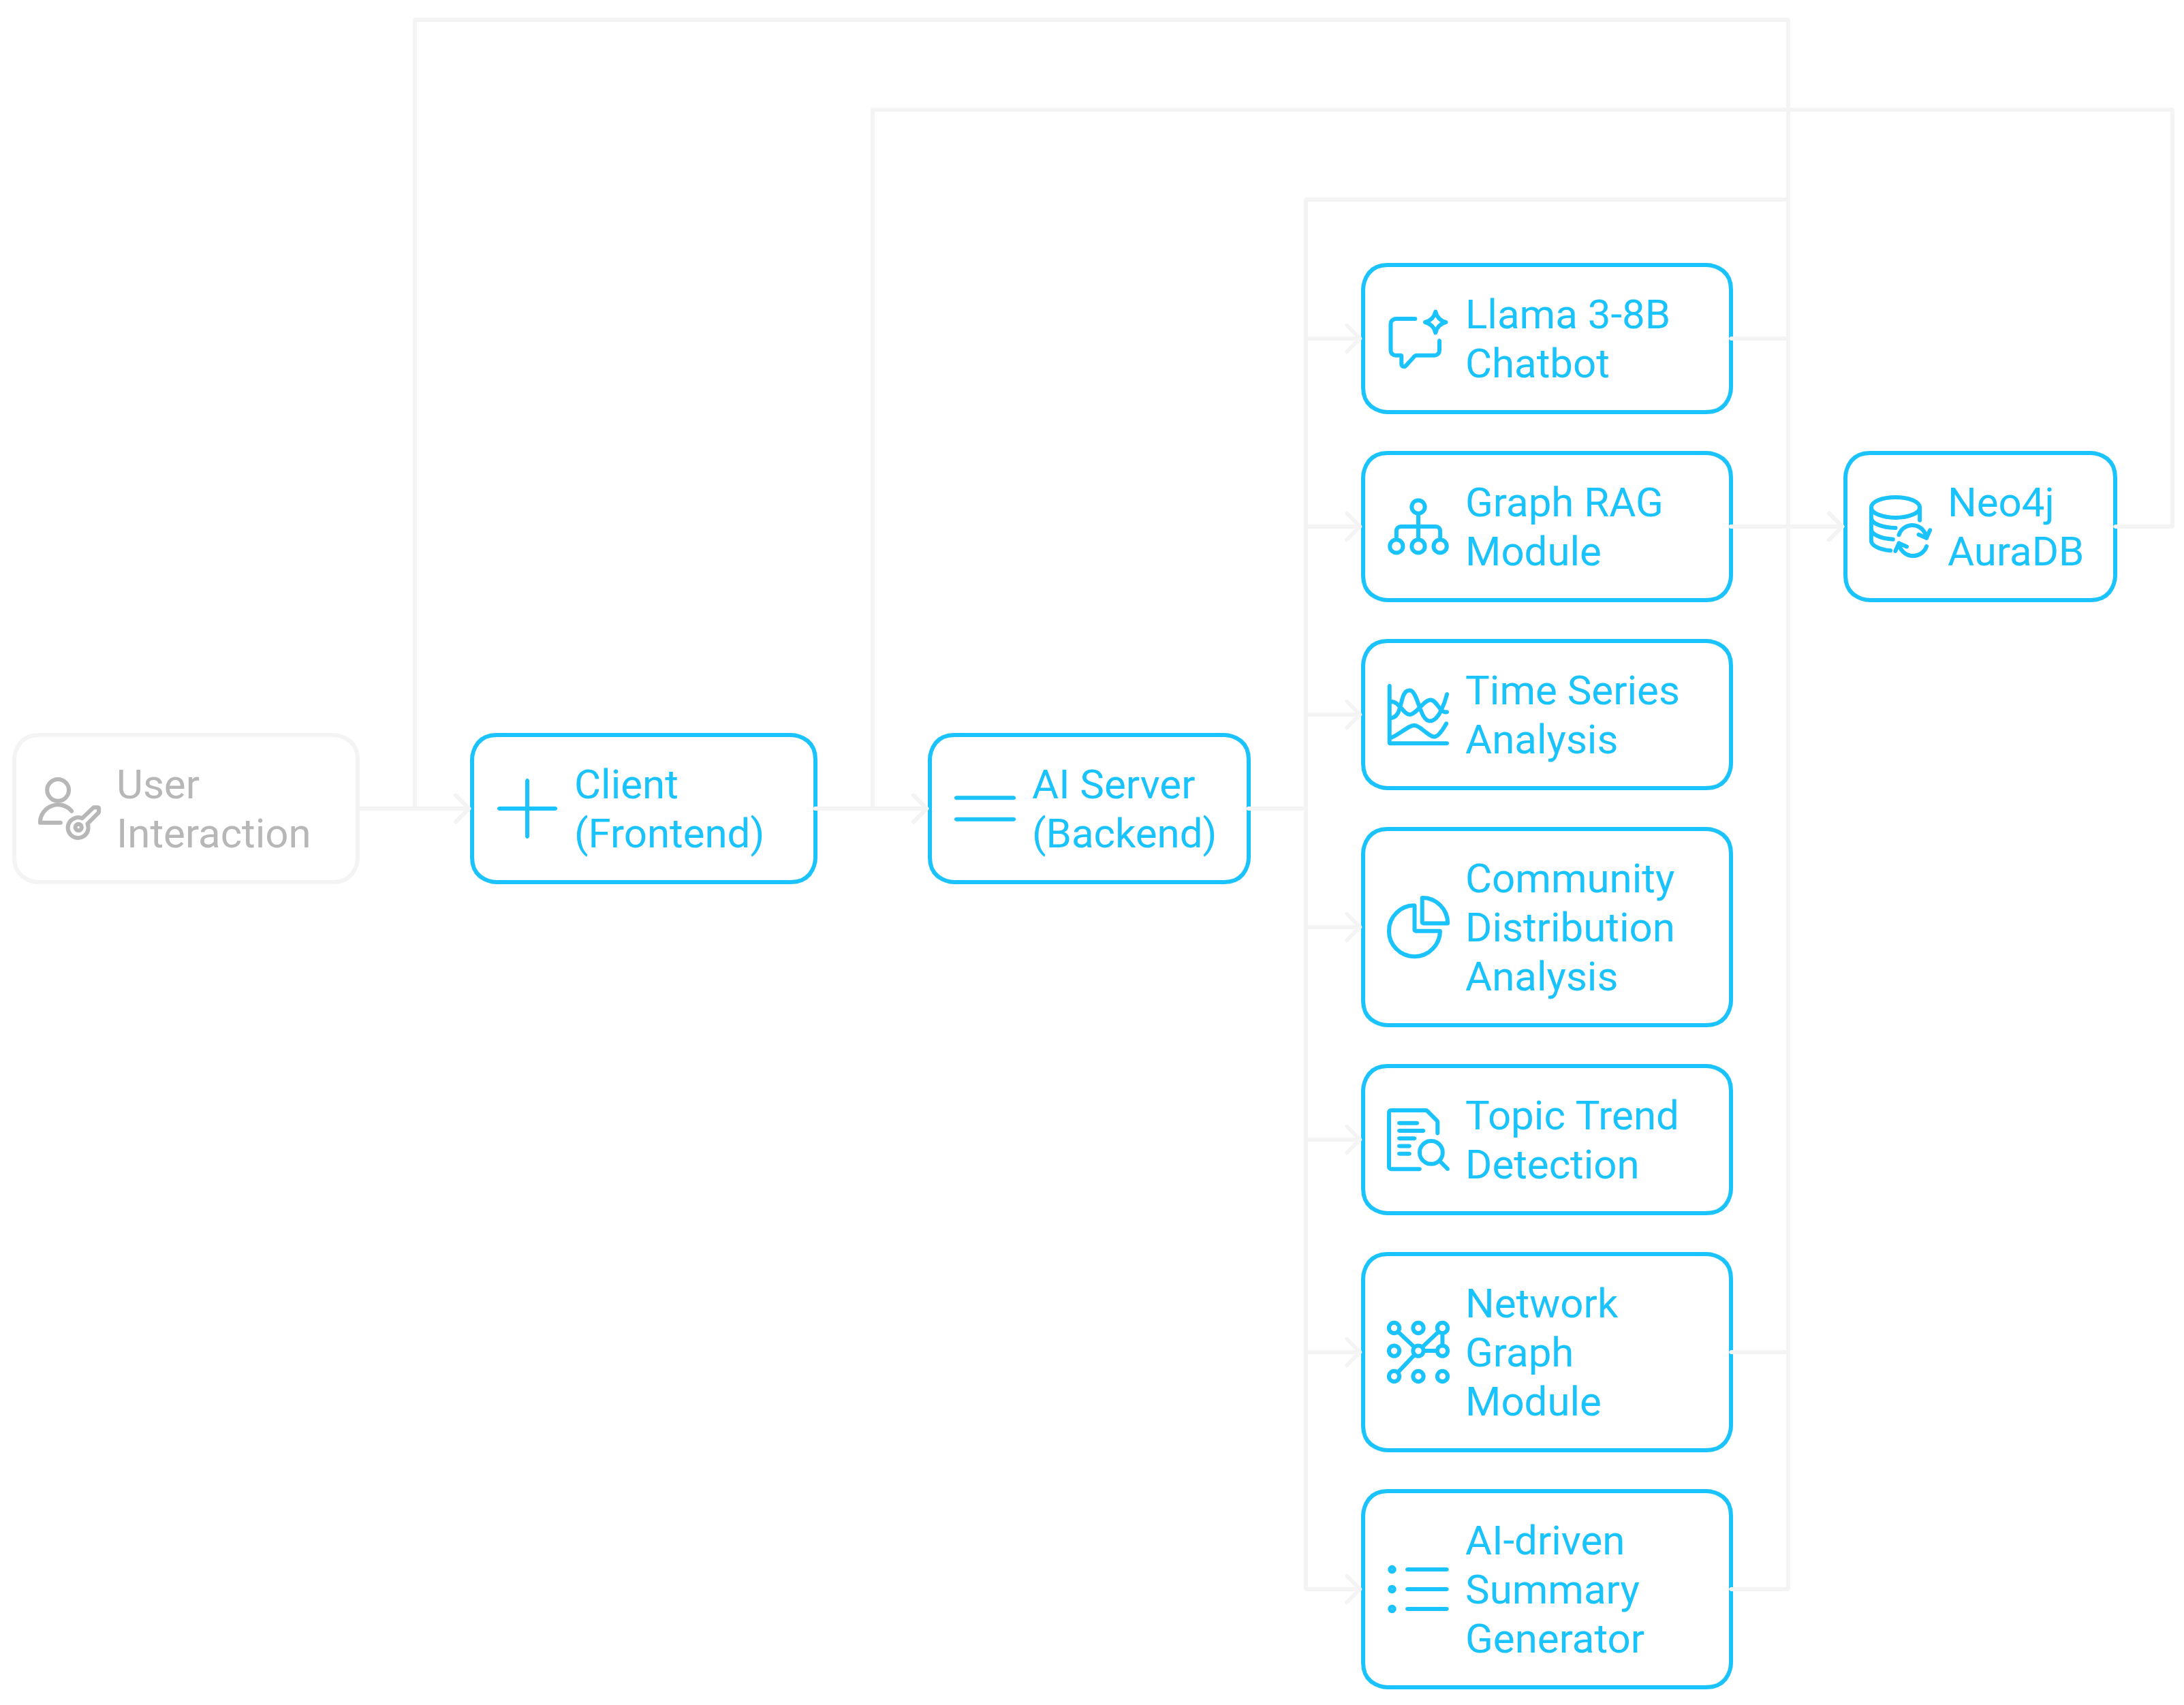 User
Interaction
Client
(Frontend)
AI Server
(Backend)
Llama 3-8B
Chatbot
Graph RAG
Module
Time Series
Analysis
Community
Distribution
Analysis
Topic Trend
Detection
Network
Graph
Module
AI-driven
Summary
Generator
Neo4j
AuraDB